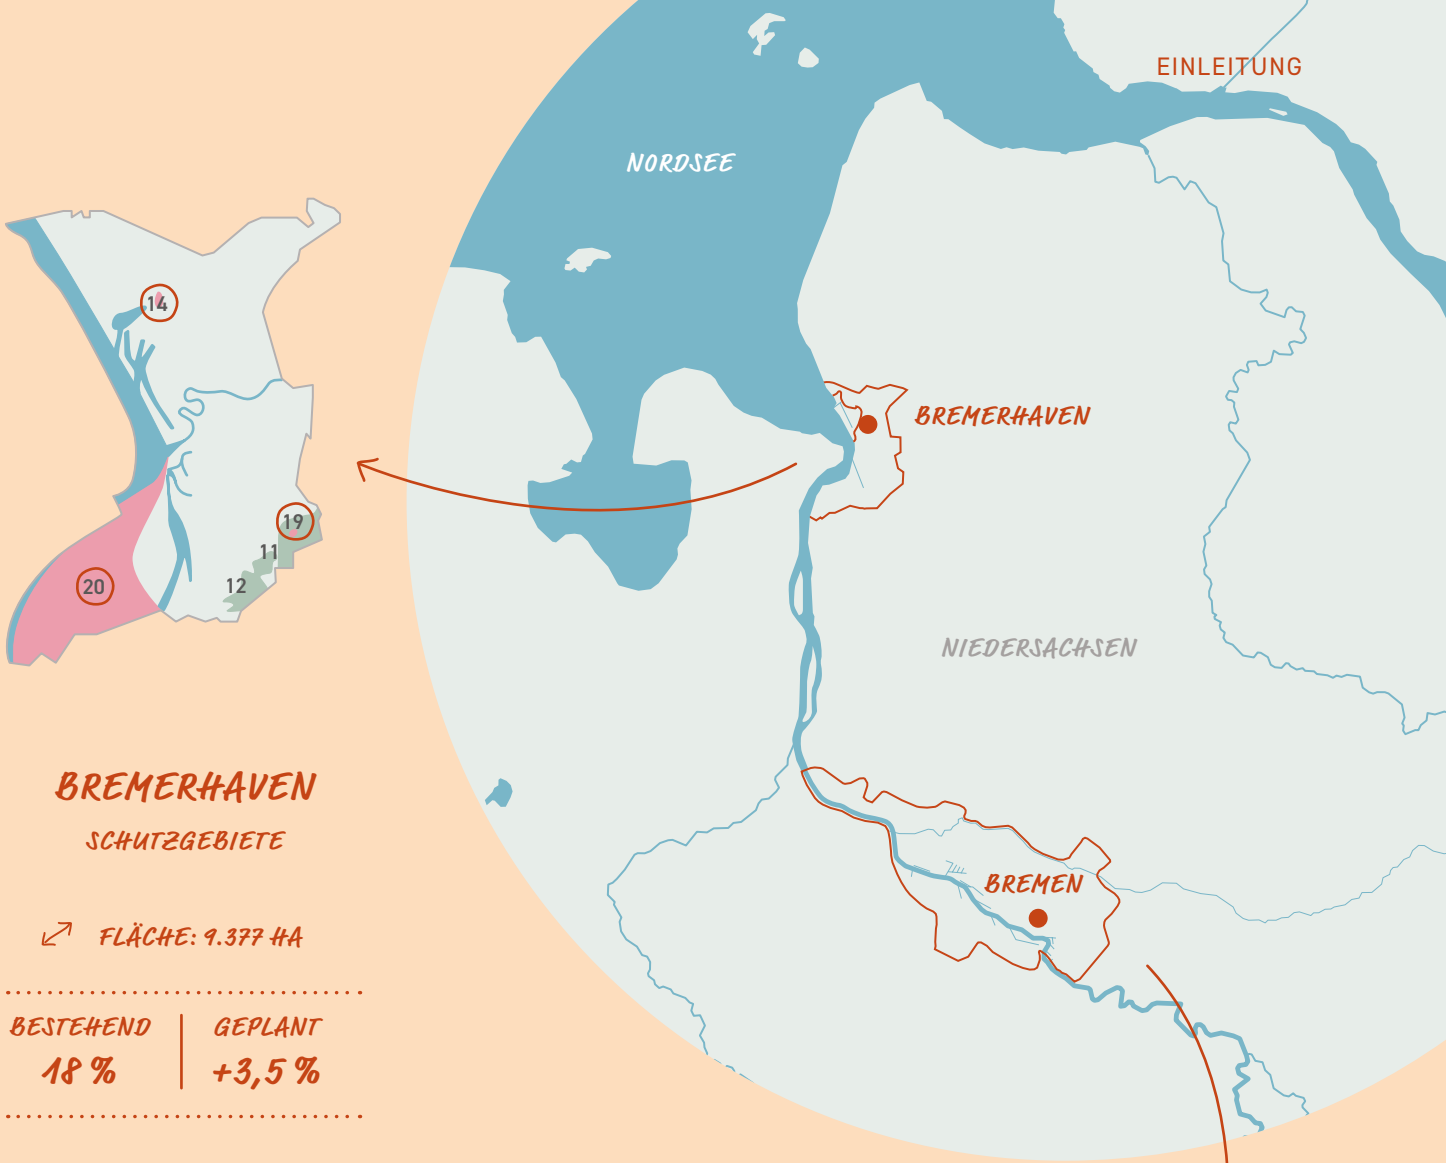 EINLEITUNG
NORDSEE
14
BREMERHAVEN
19
11
12
20
NIEDERSACHSEN
BREMERHAVEN
SCHUTZGEBIETE
BREMEN
FLÄCHE: 9.377 HA
BESTEHEND
18 %
GEPLANT
+3,5 %